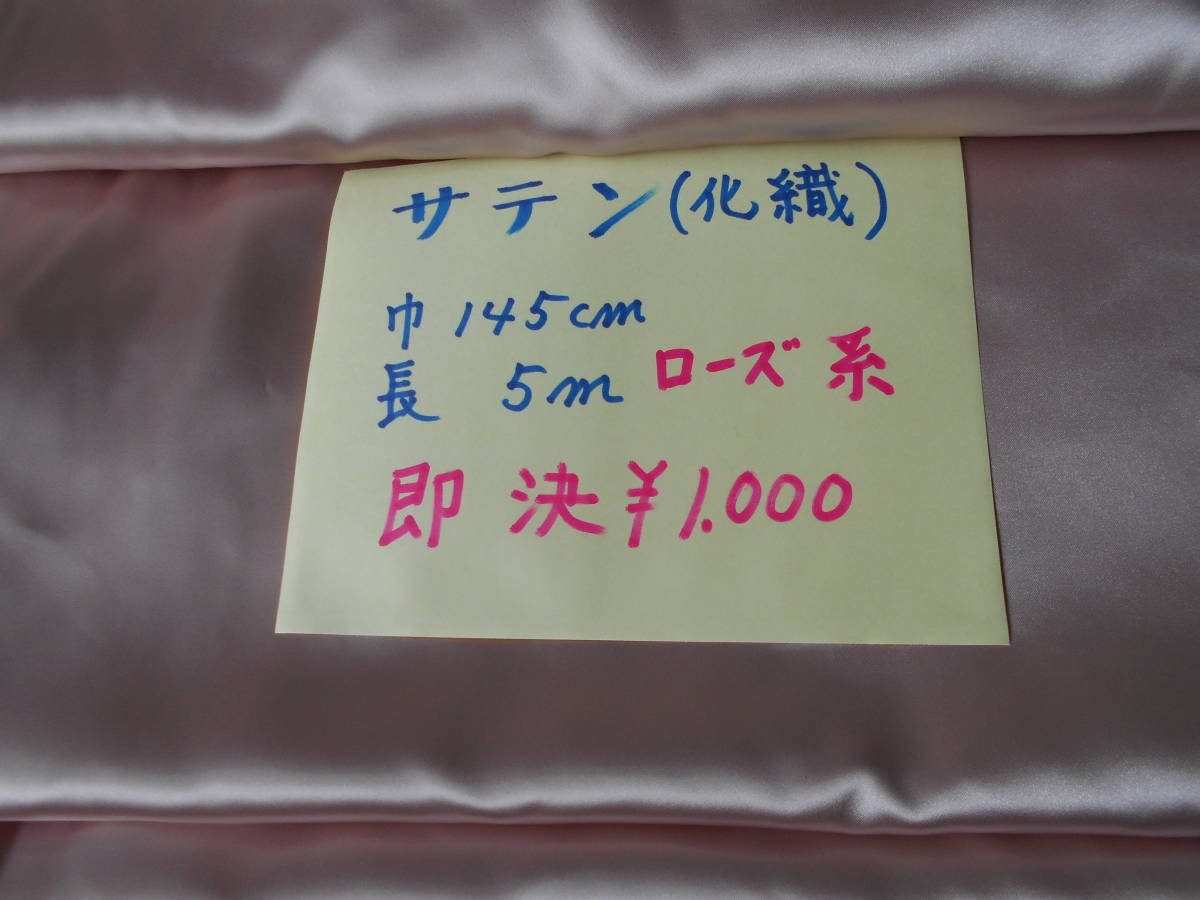 サテン(化織)
巾 145cm
長 5m ローズ系
即決¥1.000